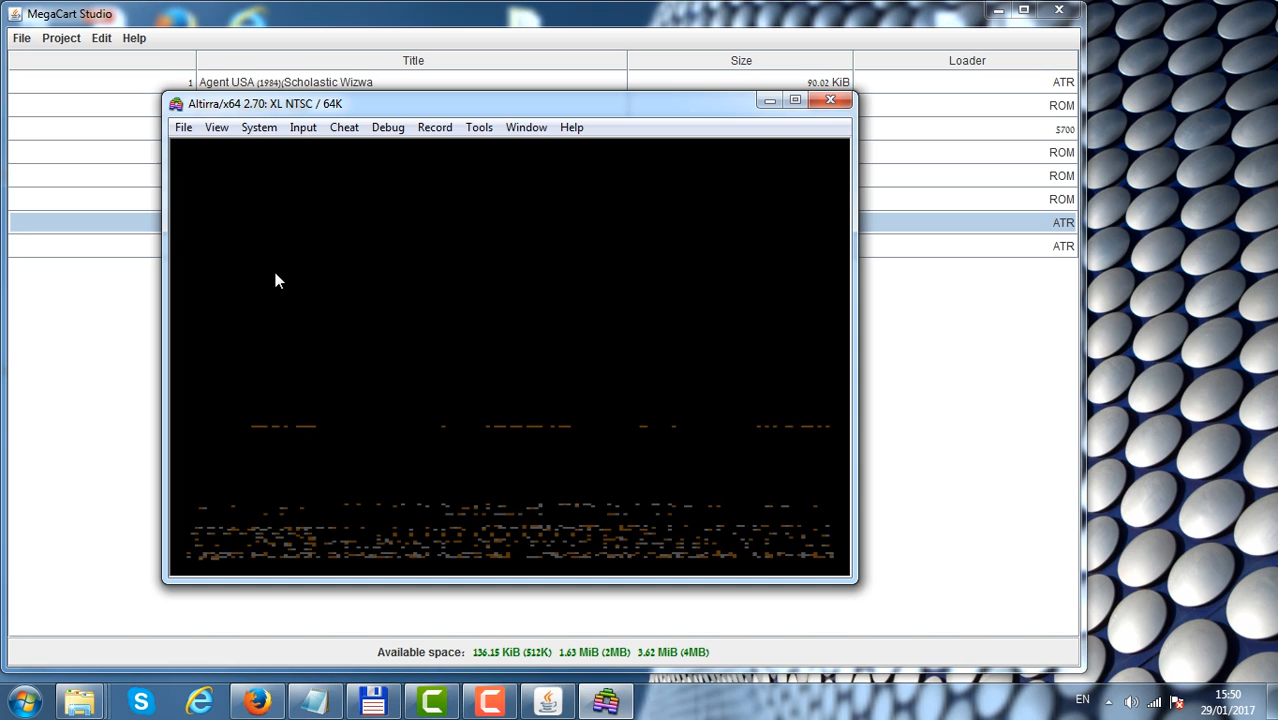 MegaCart Studio
File Project Edit Help
Title Size Loader
1 Agent USA (1984)(Scholastic Wizwa 90.02 KiB ATR
Altirra/x64 2.70: XL NTSC / 64K
ROM
File View System Input Cheat Debug Record Tools Window Help
$700
ROM
ROM
ROM
ATR
ATR
Available space: 136.15 KiB (512K) 1.63 MiB (2MB) 3.62 MiB (4MB)
EN
15:50
29/01/2017